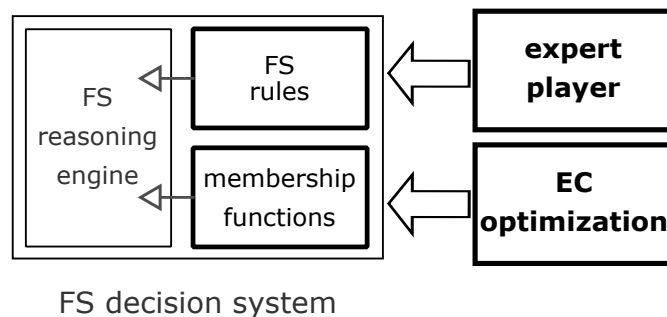 FS
reasoning
engine
FS
rules
membership
functions
expert
player
EC
optimization
FS decision system